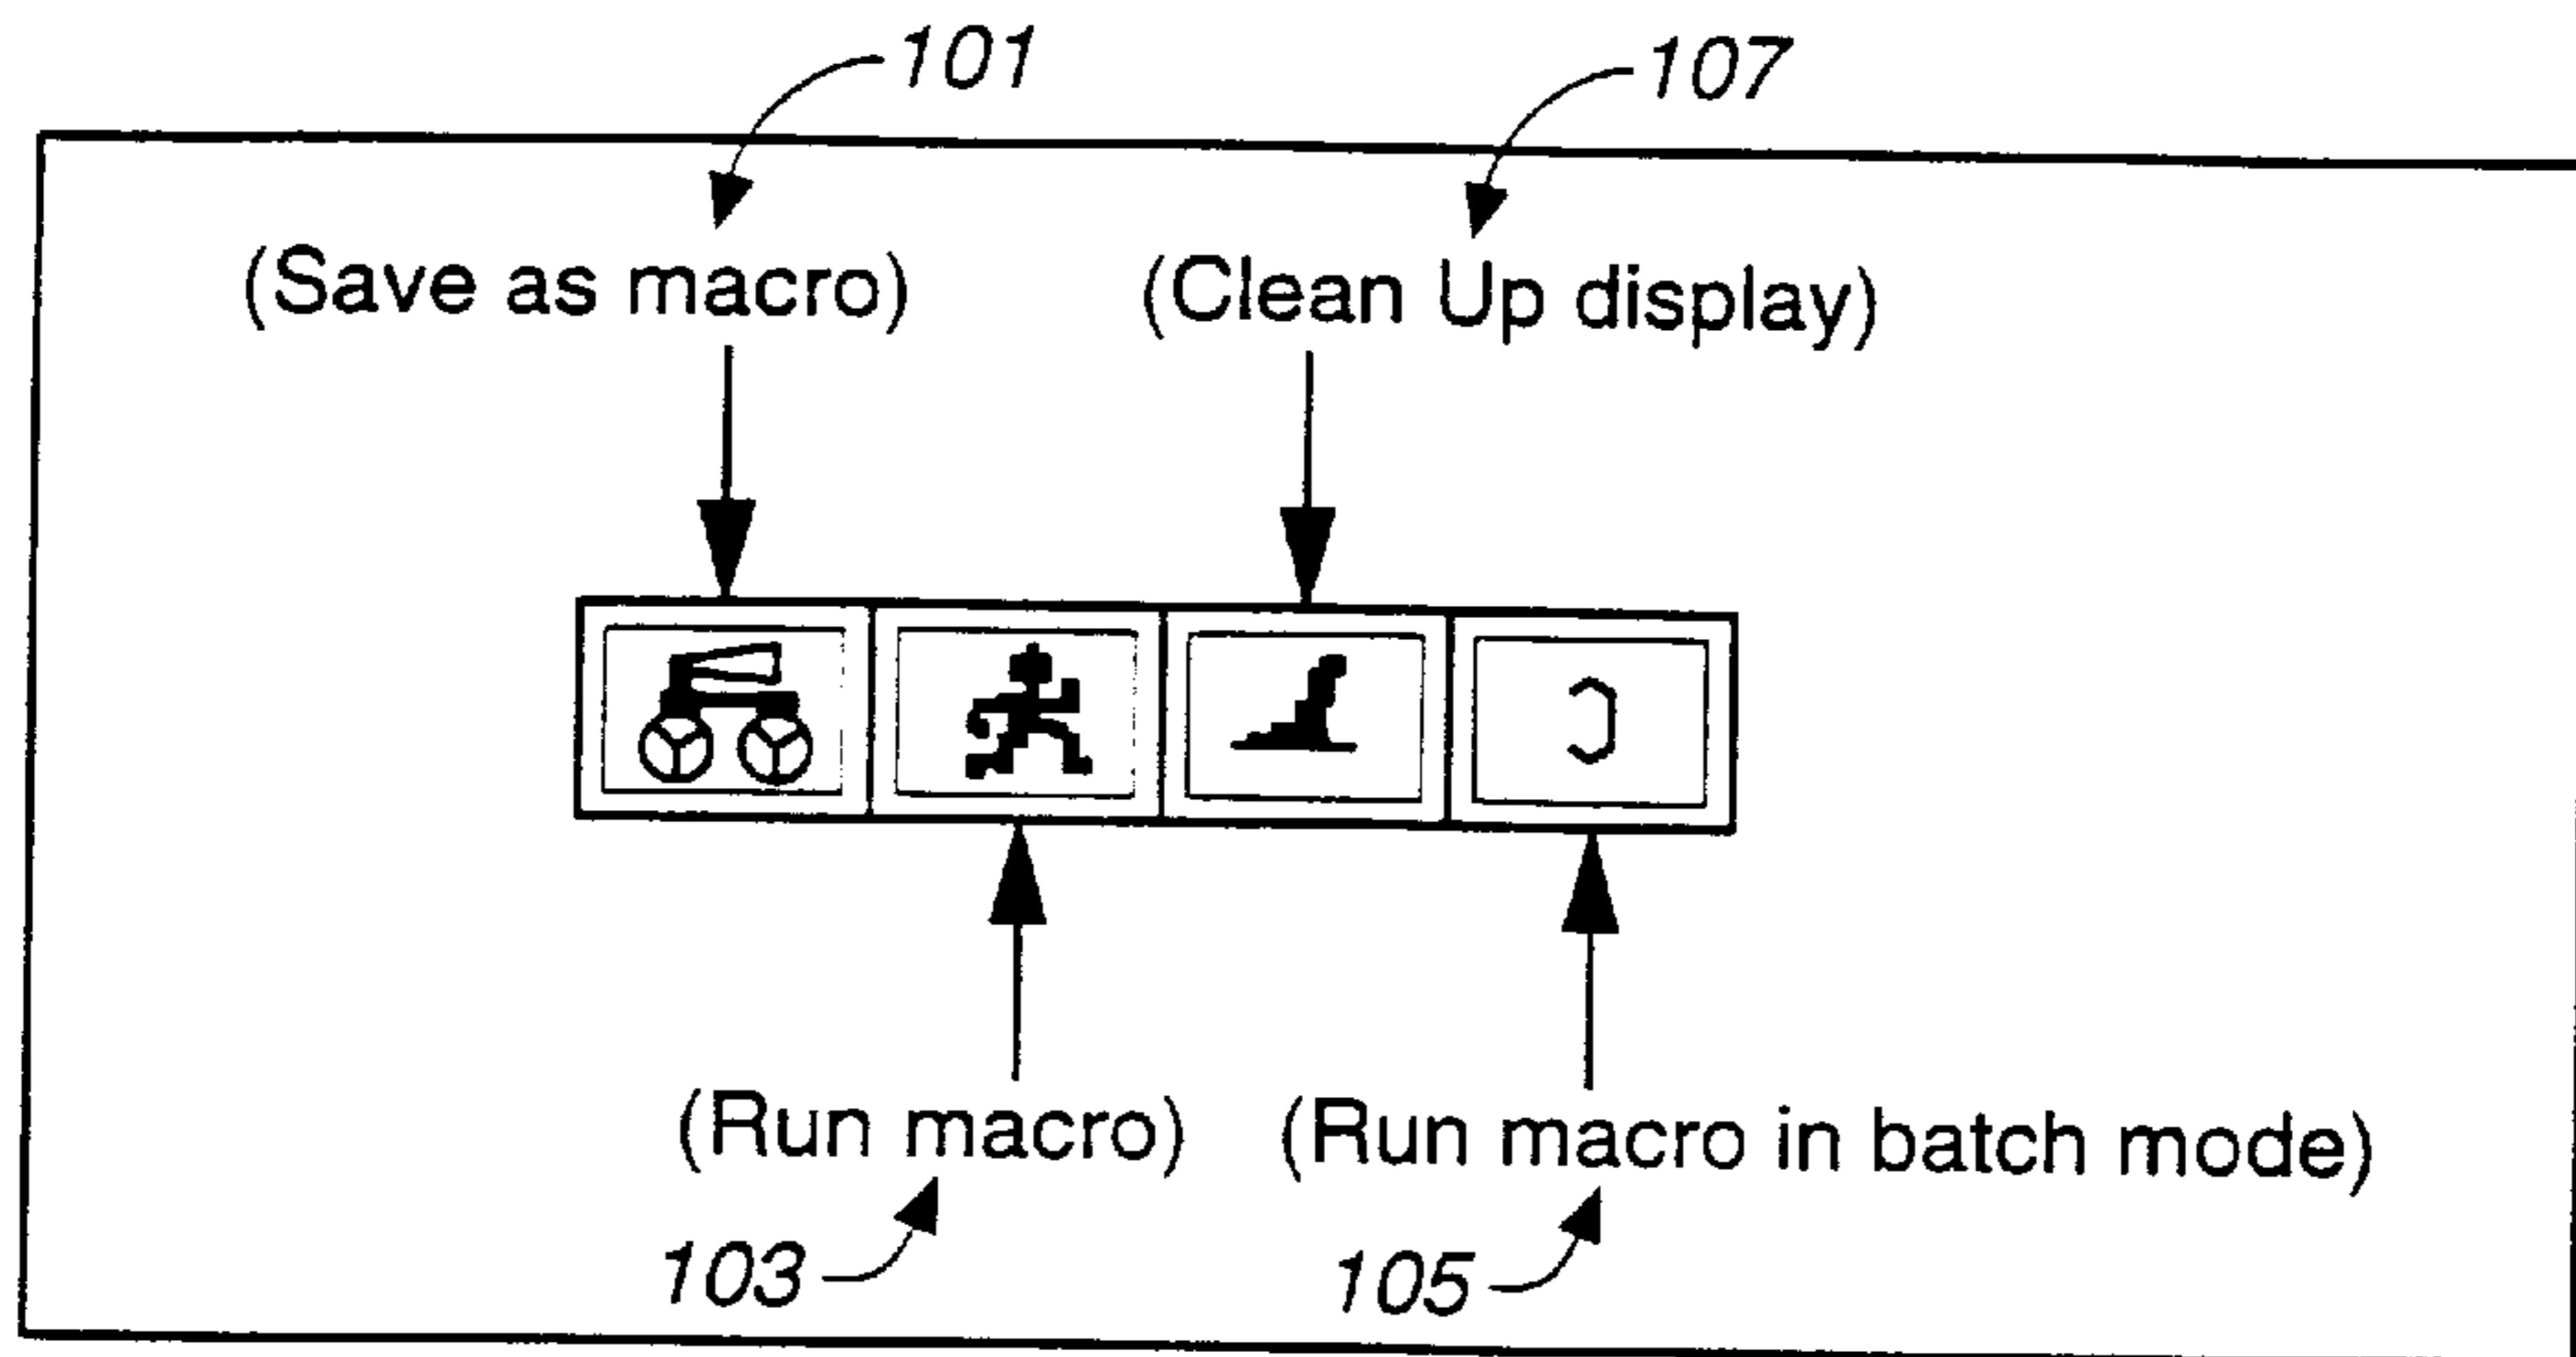 101
107
(Save as macro)
(Clean Up display)
(Run macro)
(Run macro in batch mode)
103
105